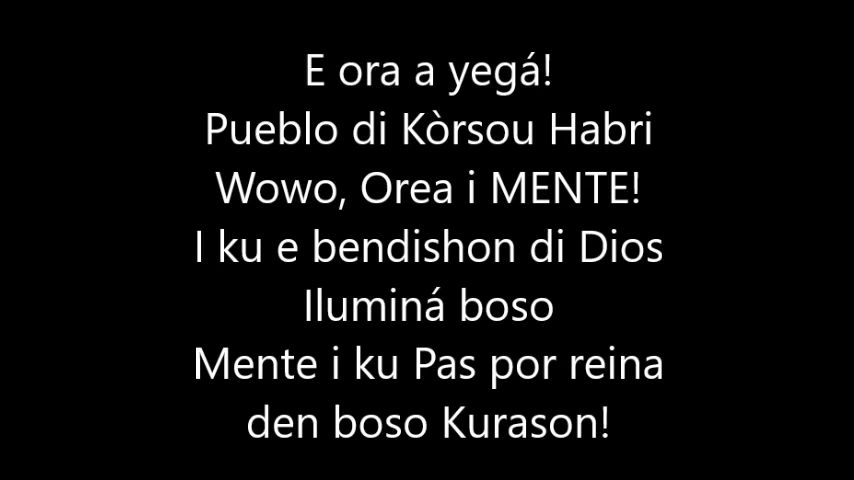 E ora a yegá!
Pueblo di Kòrsou Habri
Wowo, Orea i MENTE!
I ku e bendishon di Dios
Iluminá boso
Mente i ku Pas por reina
den boso Kurason!